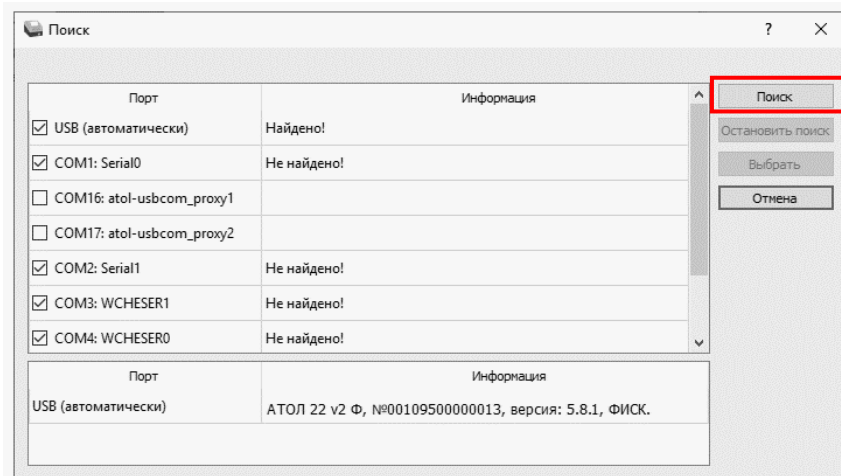 Поиск
?
Порт Информация
USB (автоматически) Найдено!
COM1: Serial0 Не найдено!
COM16: atol-usbcom_proxy1
COM17: atol-usbcom_proxy2
COM2: Serial1 Не найдено!
COM3: WCHESER1 Не найдено!
COM4: WCHESER0 Не найдено!
Поиск
Остановить поиск
Выбрать
Отмена
Порт Информация
USB (автоматически) АТОЛ 22 v2 Ф, №00109500000013, версия: 5.8.1, ФИСК.